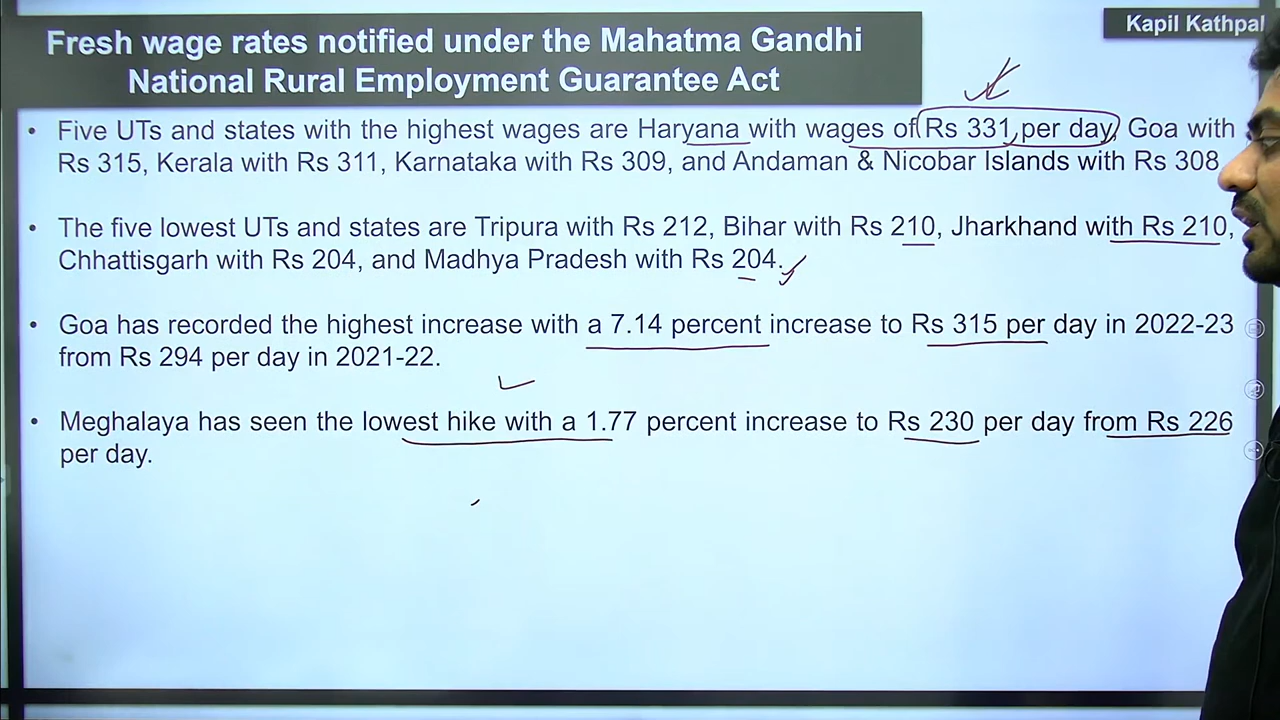 Kapil Kathpal
Fresh wage rates notified under the Mahatma Gandhi
National Rural Employment Guarantee Act
• Five UTs and states with the highest wages are Haryana with wages of Rs 331 per day, Goa with
Rs 315, Kerala with Rs 311, Karnataka with Rs 309, and Andaman & Nicobar Islands with Rs 308
• The five lowest UTs and states are Tripura with Rs 212, Bihar with Rs 210, Jharkhand with Rs 210,
Chhattisgarh with Rs 204, and Madhya Pradesh with Rs 204.
• Goa has recorded the highest increase with a 7.14 percent increase to Rs 315 per day in 2022-23
from Rs 294 per day in 2021-22.
• Meghalaya has seen the lowest hike with a 1.77 percent increase to Rs 230 per day from Rs 226
per day.